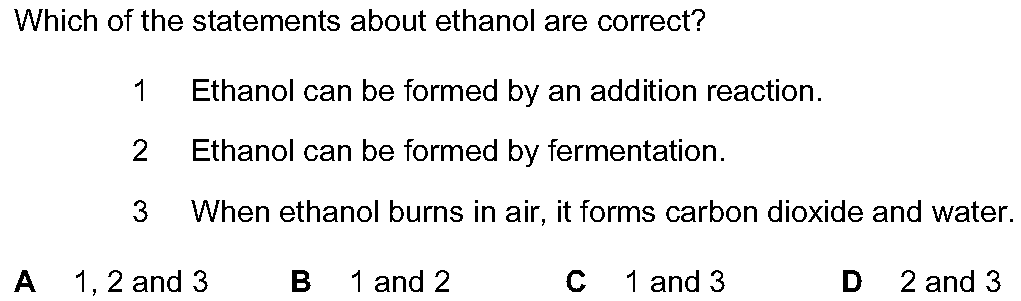 Which of the statements about ethanol are correct?
1 Ethanol can be formed by an addition reaction.
2 Ethanol can be formed by fermentation.
3 When ethanol burns in air, it forms carbon dioxide and water.
A 1, 2 and 3 B 1 and 2 C 1 and 3 D 2 and 3